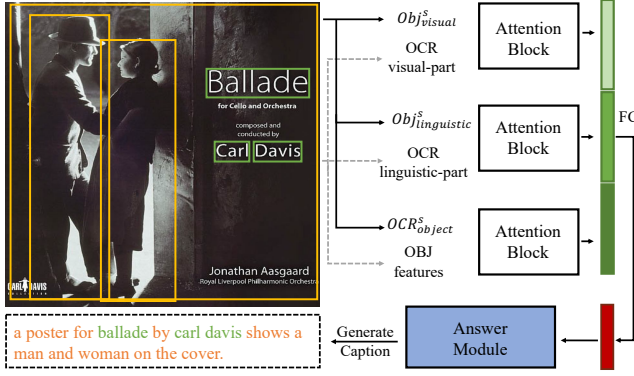 Ballade
for Cello and Orchestra
composed and
conducted by
Carl Davis
Jonathan Aasgaard
Royal Liverpool Philharmonic Orchestra
CARL DAVIS
Obj^s_visual
OCR
visual-part
Attention
Block
Obj^s_linguistic
OCR
linguistic-part
Attention
Block
OCR^s_object
OBJ
features
Attention
Block
FC
a poster for ballade by carl davis shows a
man and woman on the cover.
Generate
Caption
Answer
Module